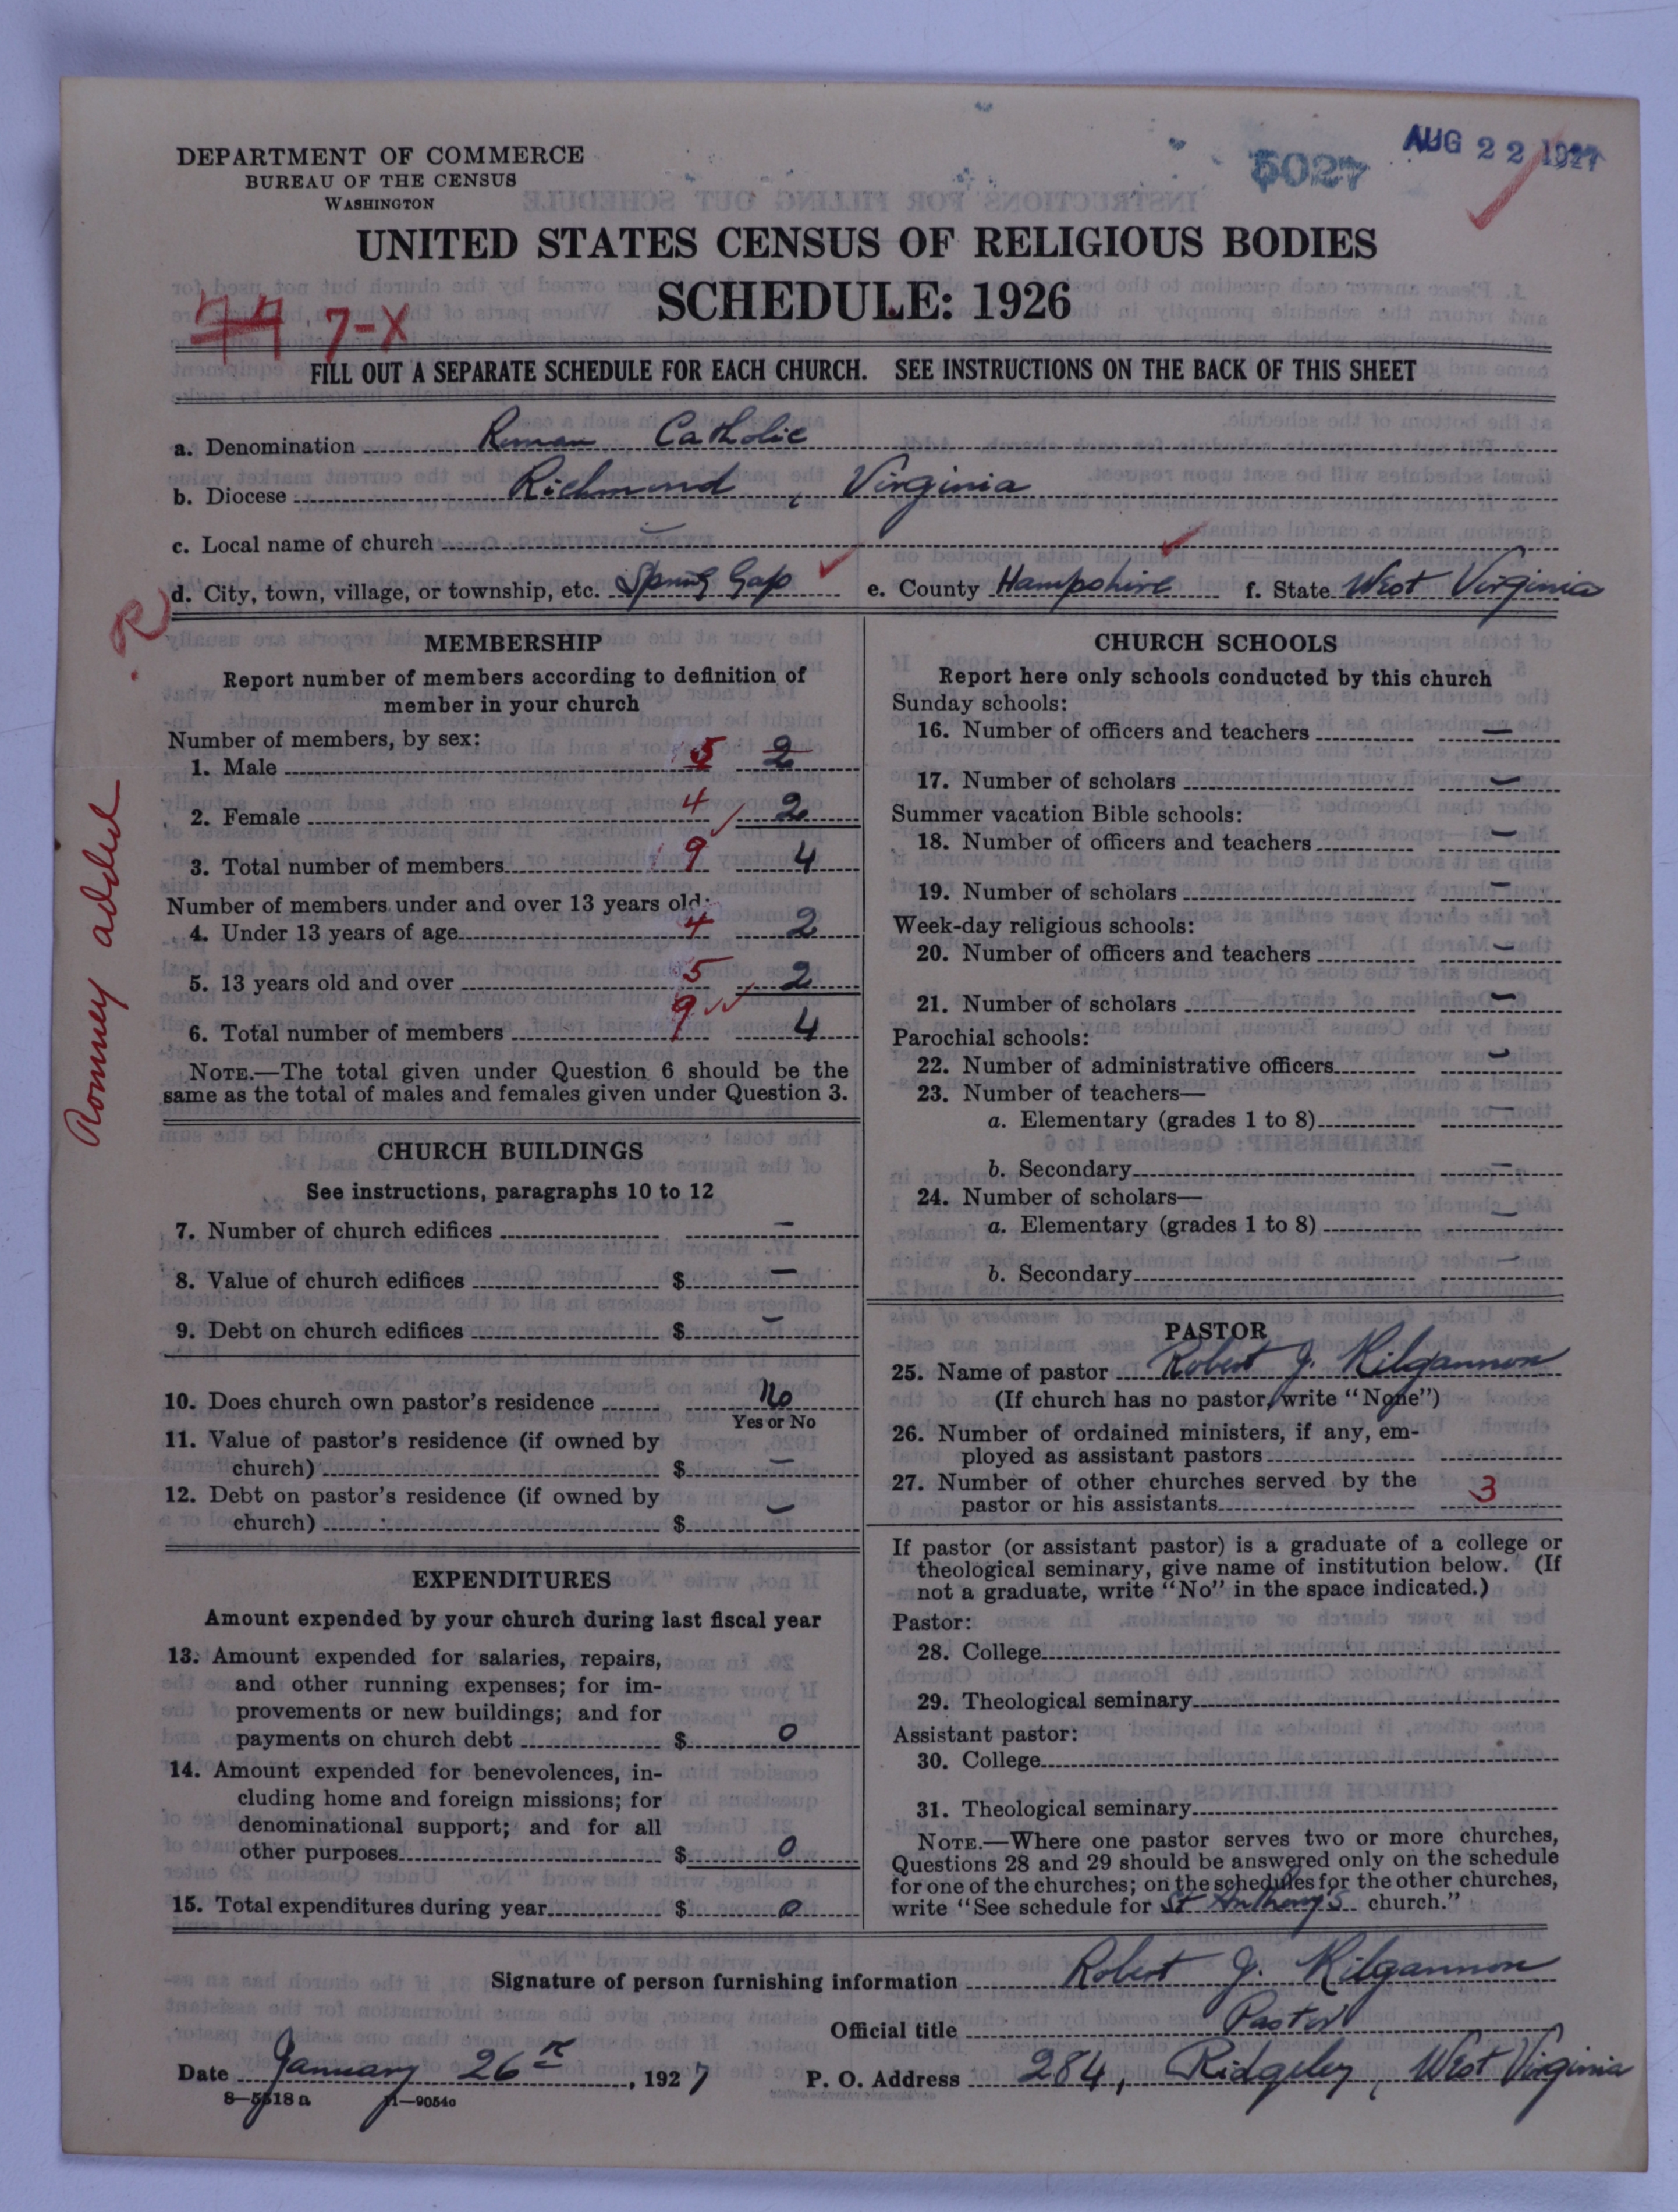 DEPARTMENT OF COMMERCE
BUREAU OF THE CENSUS
WASHINGTON
5027
AUG 22 1927
UNITED STATES CENSUS OF RELIGIOUS BODIES
SCHEDULE: 1926
7-X
FILL OUT A SEPARATE SCHEDULE FOR EACH CHURCH. SEE INSTRUCTIONS ON THE BACK OF THIS SHEET
a. Denomination Roman Catholic
b. Diocese Richmond, Virginia
c. Local name of church
d. City, town, village, or township, etc. Spring Gap e. County Hampshire f. State West Virginia
R
Romney added
MEMBERSHIP
Report number of members according to definition of
member in your church
Number of members, by sex:
1. Male 5 2
2. Female 4 2
3. Total number of members 9 4
Number of members under and over 13 years old:
4. Under 13 years of age 4 2
5. 13 years old and over 5 2
6. Total number of members 9 4
NOTE.—The total given under Question 6 should be the
same as the total of males and females given under Question 3.
CHURCH BUILDINGS
See instructions, paragraphs 10 to 12
7. Number of church edifices –
8. Value of church edifices $ –
9. Debt on church edifices $ –
10. Does church own pastor's residence No
Yes or No
11. Value of pastor's residence (if owned by
church) $ –
12. Debt on pastor's residence (if owned by
church) $ –
EXPENDITURES
Amount expended by your church during last fiscal year
13. Amount expended for salaries, repairs,
and other running expenses; for im-
provements or new buildings; and for
payments on church debt $ 0
14. Amount expended for benevolences, in-
cluding home and foreign missions; for
denominational support; and for all
other purposes $ 0
15. Total expenditures during year $ 0
CHURCH SCHOOLS
Report here only schools conducted by this church
Sunday schools:
16. Number of officers and teachers –
17. Number of scholars –
Summer vacation Bible schools:
18. Number of officers and teachers –
19. Number of scholars –
Week-day religious schools:
20. Number of officers and teachers –
21. Number of scholars –
Parochial schools:
22. Number of administrative officers –
23. Number of teachers—
a. Elementary (grades 1 to 8) –
b. Secondary –
24. Number of scholars—
a. Elementary (grades 1 to 8) –
b. Secondary –
PASTOR
25. Name of pastor Robert J. Kilgannon
(If church has no pastor, write "None")
26. Number of ordained ministers, if any, em-
ployed as assistant pastors
27. Number of other churches served by the
pastor or his assistants 3
If pastor (or assistant pastor) is a graduate of a college or
theological seminary, give name of institution below. (If
not a graduate, write "No" in the space indicated.)
Pastor:
28. College
29. Theological seminary
Assistant pastor:
30. College
31. Theological seminary
NOTE.—Where one pastor serves two or more churches,
Questions 28 and 29 should be answered only on the schedule
for one of the churches; on the schedules for the other churches,
write "See schedule for St Anthony's church."
Signature of person furnishing information Robert J. Kilgannon
Official title Pastor
Date January 26th, 1927 P. O. Address 284, Ridgeley, West Virginia
8—5518a 11—9054a